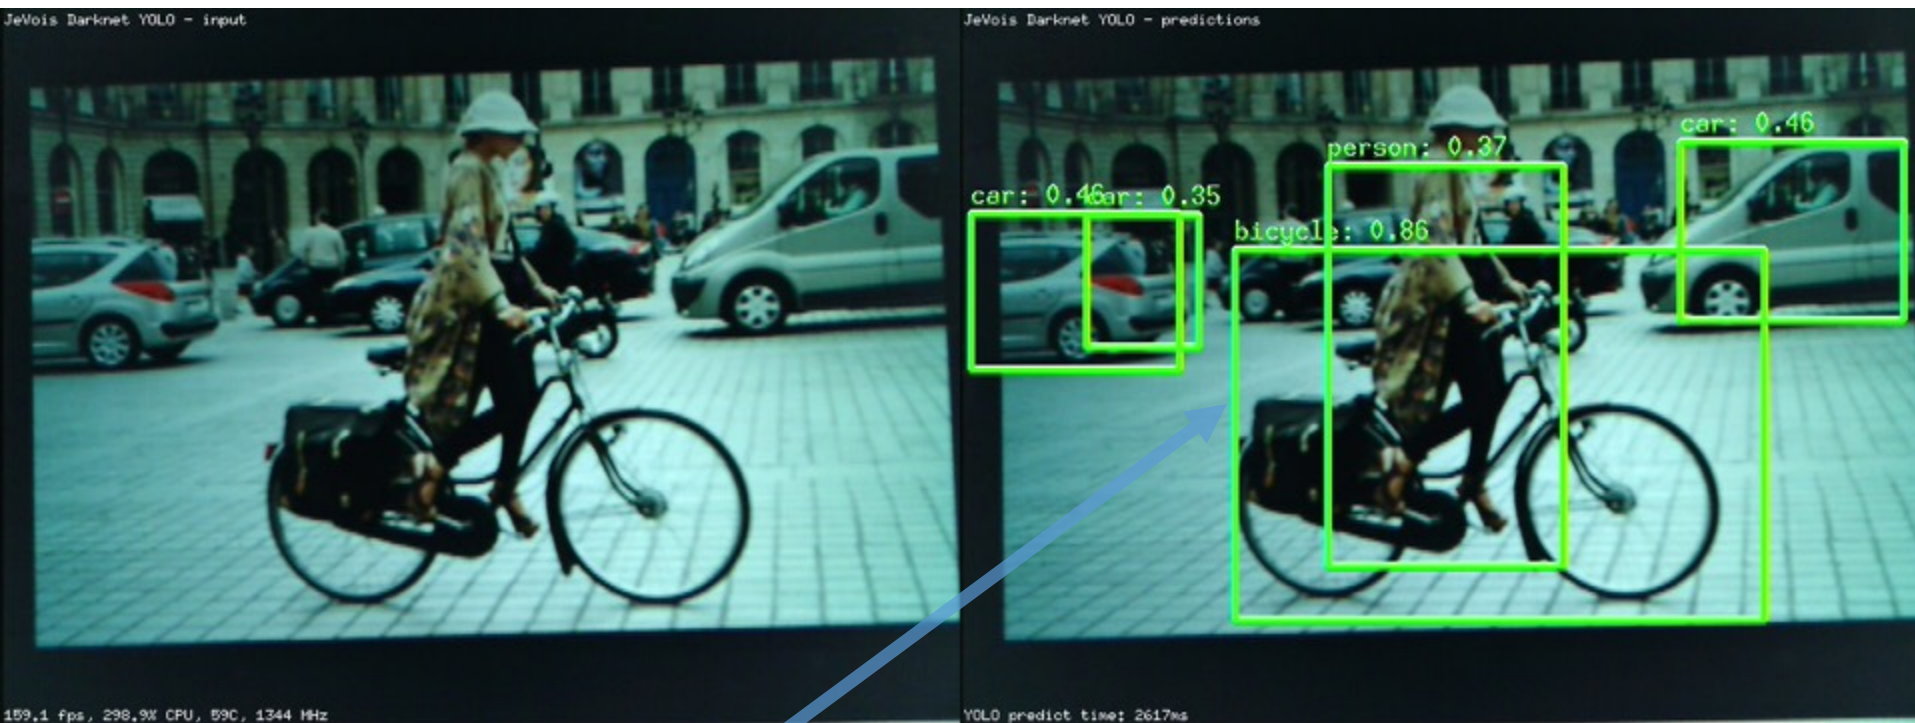 JeVois Darknet YOLO - input
JeVois Darknet YOLO - predictions
car: 0.46
person: 0.37
car: 0.46
car: 0.35
bicycle: 0.86
159.1 fps, 298.9% CPU, 59C, 1344 MHz
YOLO predict time: 2617ms